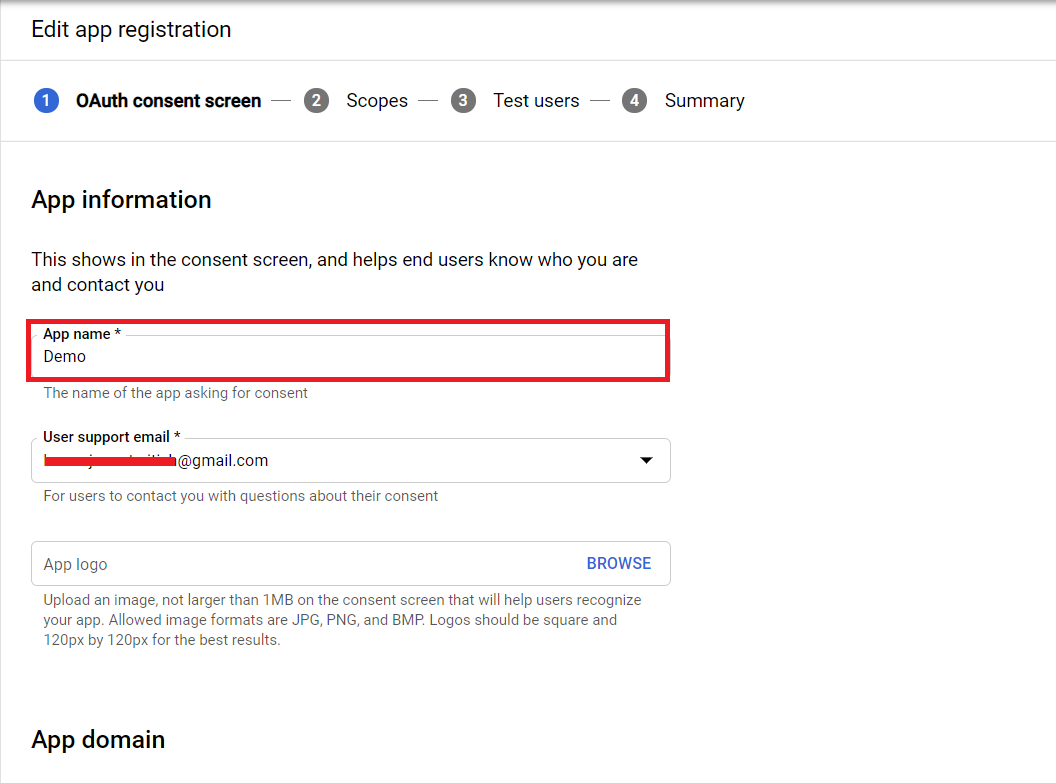 Edit app registration
1 OAuth consent screen 2 Scopes 3 Test users 4 Summary
App information
This shows in the consent screen, and helps end users know who you are
and contact you
App name *
Demo
The name of the app asking for consent
User support email *
@gmail.com
For users to contact you with questions about their consent
App logo BROWSE
Upload an image, not larger than 1MB on the consent screen that will help users recognize
your app. Allowed image formats are JPG, PNG, and BMP. Logos should be square and
120px by 120px for the best results.
App domain